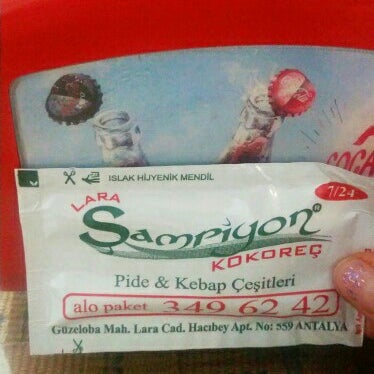 COCA
ISLAK HİJYENİK MENDİL
7/24
LARA
Şampiyon®
KOKOREÇ
Pide & Kebap Çeşitleri
alo paket 349 62 42
Güzeloba Mah. Lara Cad. Hacıbey Apt. No: 559 ANTALYA